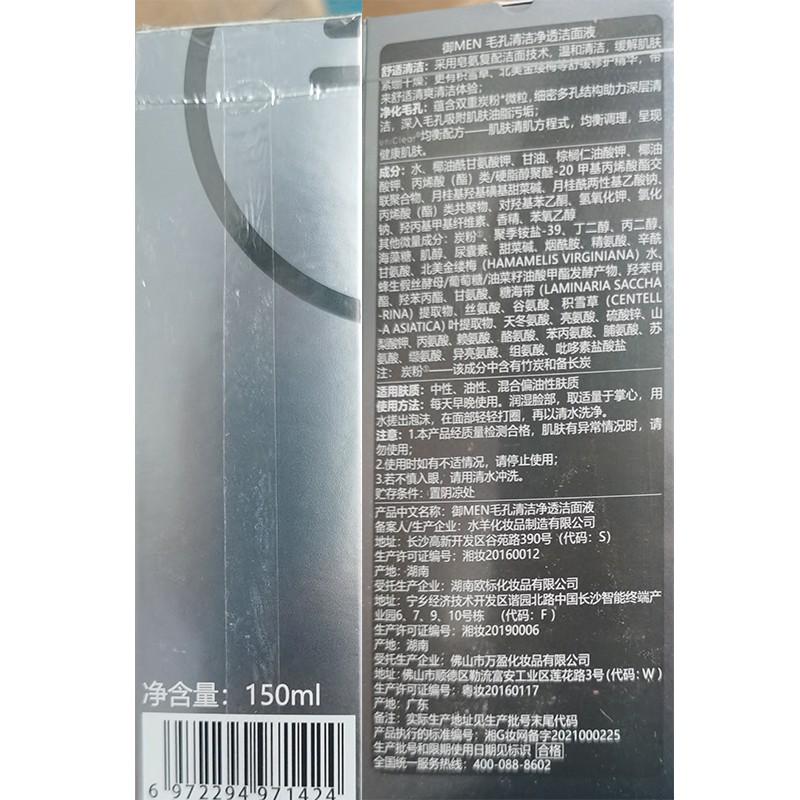 净含量：150ml
6 972294 971424
御MEN 毛孔清洁净透洁面液
舒适清洁：采用皂氨复配洁面技术，温和清洁，缓解肌肤
紧绷干燥；更有积雪草、北美金缕梅等舒缓修护精华，带
来舒适清爽清洁体验；
净化毛孔：蕴含双重炭粉*微粒，细密多孔结构助力深层清
洁，深入毛孔吸附肌肤油脂污垢；
均衡配方——肌肤清肌方程式，均衡调理，呈现
健康肌肤。
成分：水、椰油酰甘氨酸钾、甘油、棕榈仁油酸钾、椰油
酸钾、丙烯酸（酯）类/硬脂醇聚醚-20 甲基丙烯酸酯交
联聚合物、月桂基羟基磺基甜菜碱、月桂酰两性基乙酸钠、
丙烯酸（酯）类共聚物、对羟基苯乙酮、氢氧化钾、氯化
钠、羟丙基甲基纤维素、香精、苯氧乙醇
其他微量成分：炭粉①、聚季铵盐-39、丁二醇、丙二醇、
海藻糖、肌醇、尿囊素、甜菜碱、烟酰胺、精氨酸、辛酰
甘氨酸、北美金缕梅（HAMAMELIS VIRGINIANA）水、
蜂生假丝酵母/葡萄糖/油菜籽油酸甲酯发酵产物、羟苯甲
酯、羟苯丙酯、甘氨酸、糖海带（LAMINARIA SACCHA
-RINA）提取物、丝氨酸、谷氨酸、积雪草（CENTELL
-A ASIATICA）叶提取物、天冬氨酸、亮氨酸、硫酸锌、山
梨酸钾、丙氨酸、赖氨酸、酪氨酸、苯丙氨酸、脯氨酸、苏
氨酸、缬氨酸、异亮氨酸、组氨酸、吡哆素盐酸盐
注：炭粉①——该成分中含有竹炭和备长炭
适用肤质：中性、油性、混合偏油性肤质
使用方法：每天早晚使用。润湿脸部，取适量于掌心，用
水搓出泡沫，在面部轻轻打圈，再以清水洗净。
注意：1.本产品经质量检测合格，肌肤有异常情况时，请
勿使用；
2.使用时如有不适情况，请停止使用；
3.若不慎入眼，请用清水冲洗。
贮存条件：置阴凉处
产品中文名称：御MEN毛孔清洁净透洁面液
备案人/生产企业：水羊化妆品制造有限公司
地址：长沙高新开发区谷苑路390号（代码：S）
生产许可证编号：湘妆20160012
产地：湖南
受托生产企业：湖南欧标化妆品有限公司
地址：宁乡经济技术开发区谐园北路中国长沙智能终端产
业园6、7、9、10号栋 （代码：F）
生产许可证编号：湘妆20190006
产地：湖南
受托生产企业：佛山市万盈化妆品有限公司
地址：佛山市顺德区勒流富安工业区莲花路3号（代码：W）
生产许可证编号：粤妆20160117
产地：广东
备注：实际生产地址见生产批号末尾代码
产品执行的标准编号：湘G妆网备字2021000225
生产批号和限期使用日期见标识 合格
全国统一服务热线：400-088-8602